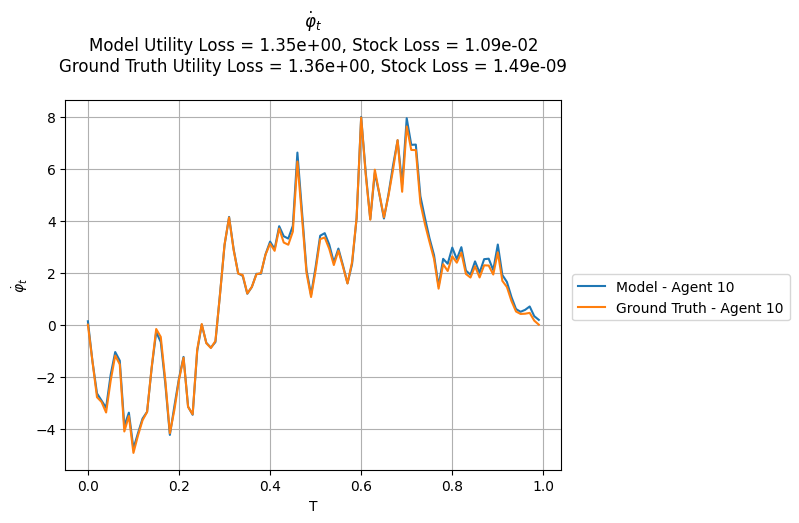 φ̇ₜ
Model Utility Loss = 1.35e+00, Stock Loss = 1.09e-02
Ground Truth Utility Loss = 1.36e+00, Stock Loss = 1.49e-09
8
6
4
2
0
−2
−4
φ̇ₜ
0.0 0.2 0.4 0.6 0.8 1.0
T
Model - Agent 10
Ground Truth - Agent 10